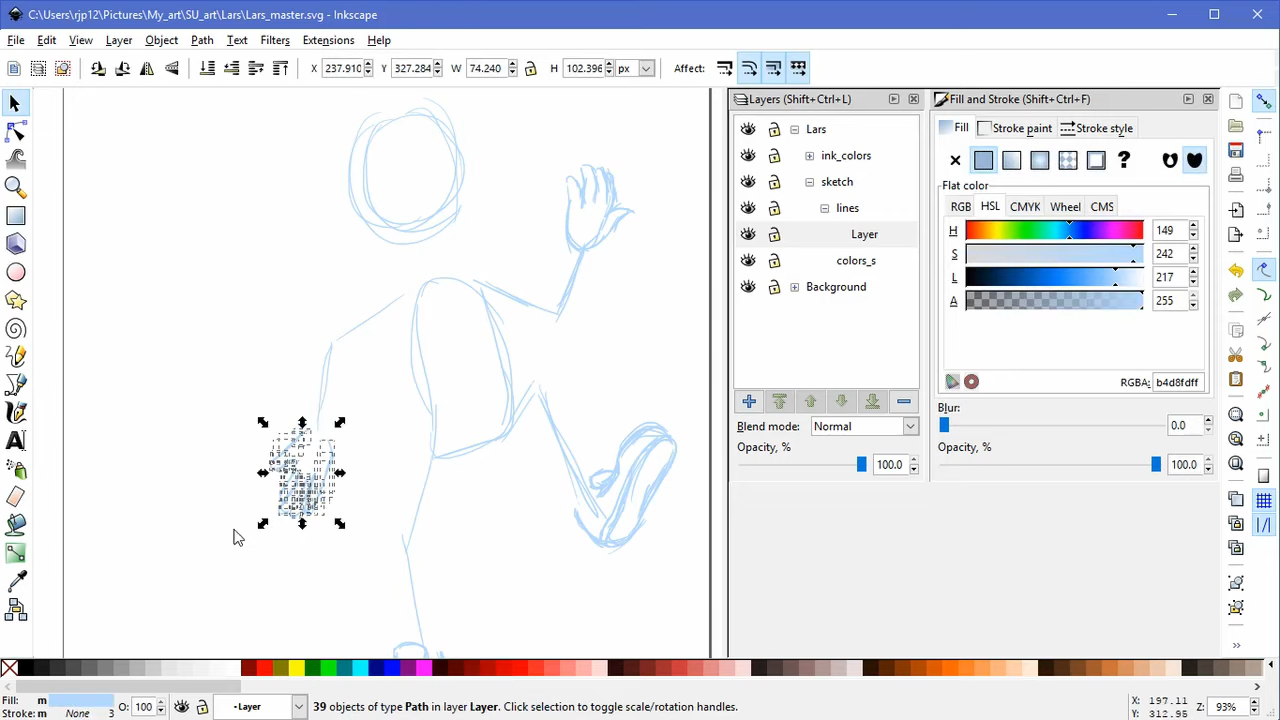 C:\Users\rjp12\Pictures\My_art\SU_art\Lars\Lars_master.svg - Inkscape
File Edit View Layer Object Path Text Filters Extensions Help
X 237.910 Y 327.284 W 74.240 H 102.396 px Affect:
Layers (Shift+Ctrl+L)
Lars
ink_colors
sketch
lines
Layer
colors_s
Background
Blend mode: Normal
Opacity, % 100.0
Fill and Stroke (Shift+Ctrl+F)
Fill Stroke paint Stroke style
?
Flat color
RGB HSL CMYK Wheel CMS
H 149
S 242
L 217
A 255
RGBA: b4d8fdff
Blur:
0.0
Opacity, %
100.0
Fill: m
Stroke: m None 3
O: 100
•Layer
39 objects of type Path in layer Layer. Click selection to toggle scale/rotation handles.
X: 197.11
Y: 312.95
Z: 93%